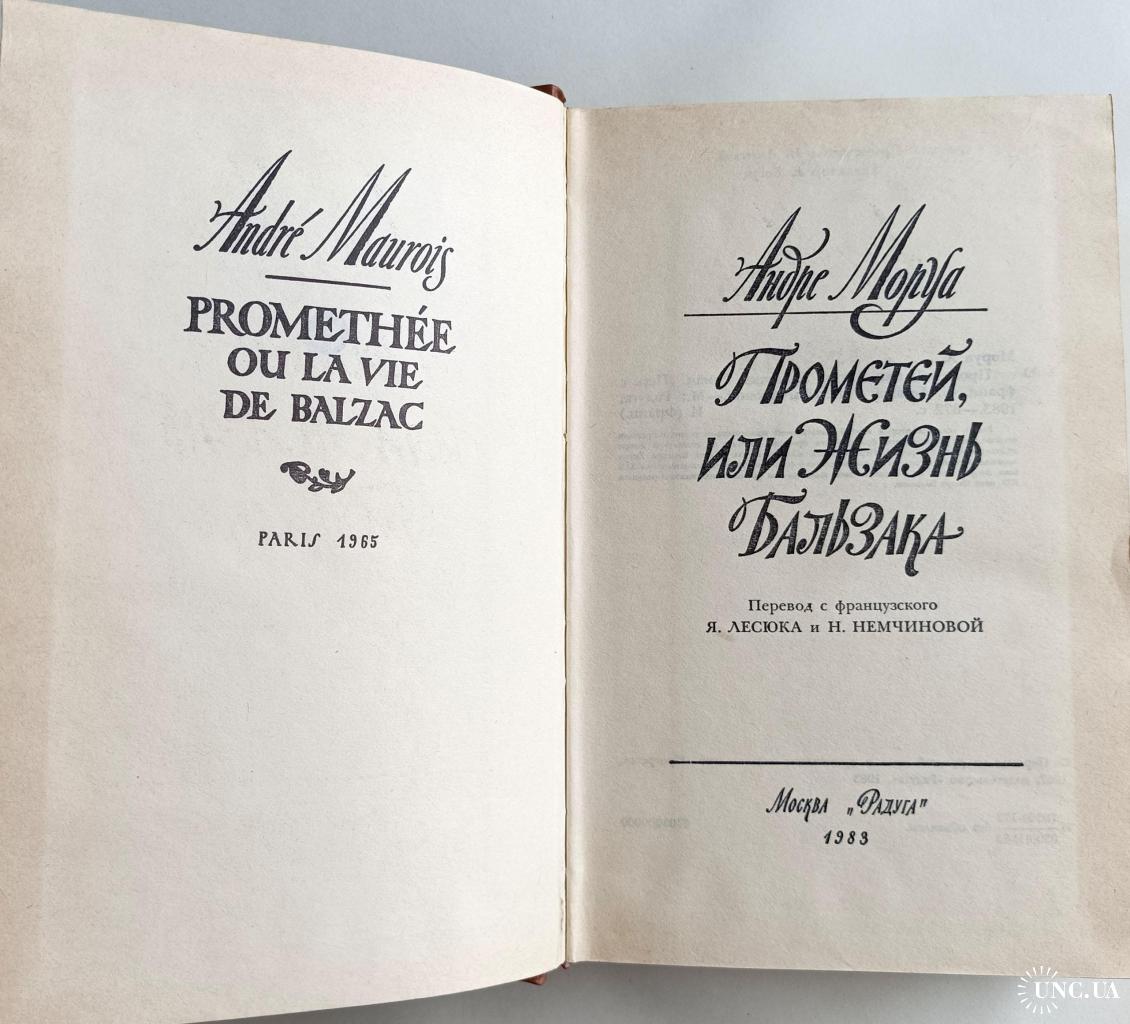 André Maurois
PROMETHÉE
OU LA VIE
DE BALZAC
PARIS 1965
Андре Моруа
Прометей,
или Жизнь
Бальзака
Перевод с французского
Я. ЛЕСЮКА и Н. НЕМЧИНОВОЙ
Москва „Радуга"
1983
UNC.UA